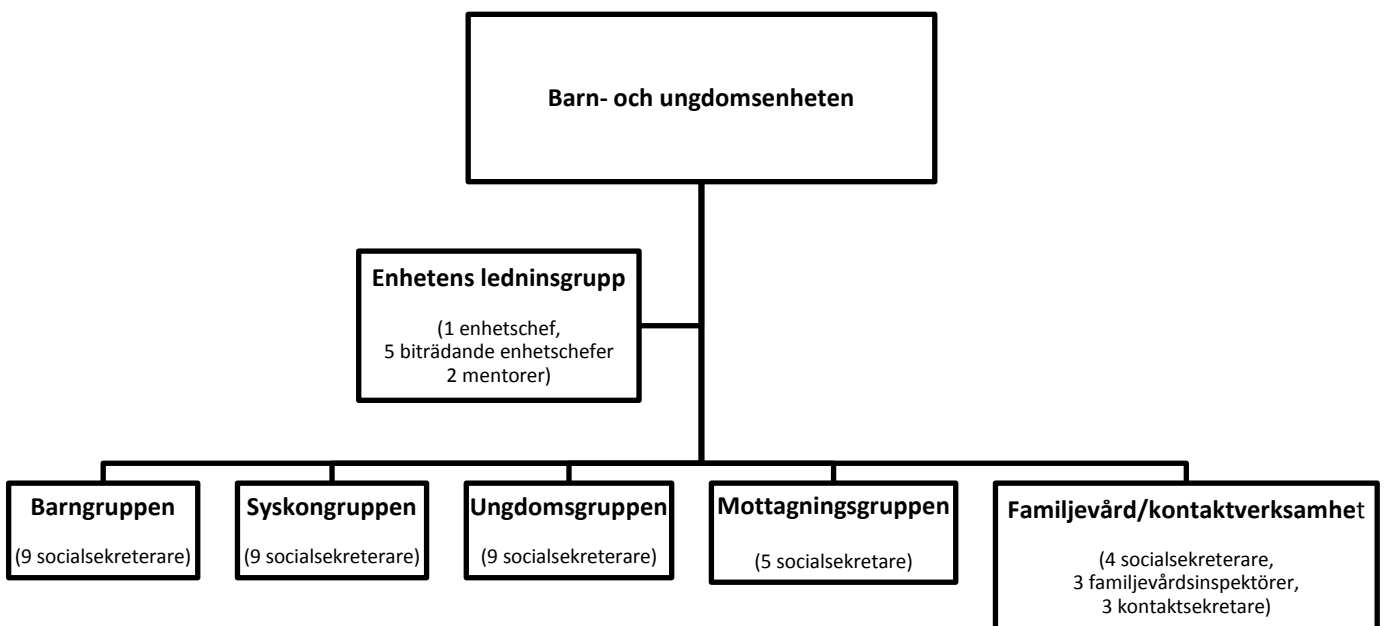 Barn- och ungdomsenheten
Enhetens ledninsgrupp
(1 enhetschef,
5 biträdande enhetschefer
2 mentorer)
Barngruppen
(9 socialsekreterare)
Syskongruppen
(9 socialsekreterare)
Ungdomsgruppen
(9 socialsekreterare)
Mottagningsgruppen
(5 socialsekretare)
Familjevård/kontaktverksamhet
(4 socialsekreterare,
3 familjevårdsinspektörer,
3 kontaktsekretare)